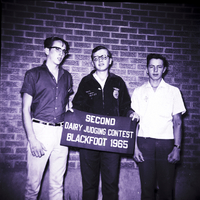 SECOND
DAIRY JUDGING CONTEST
BLACKFOOT 1965